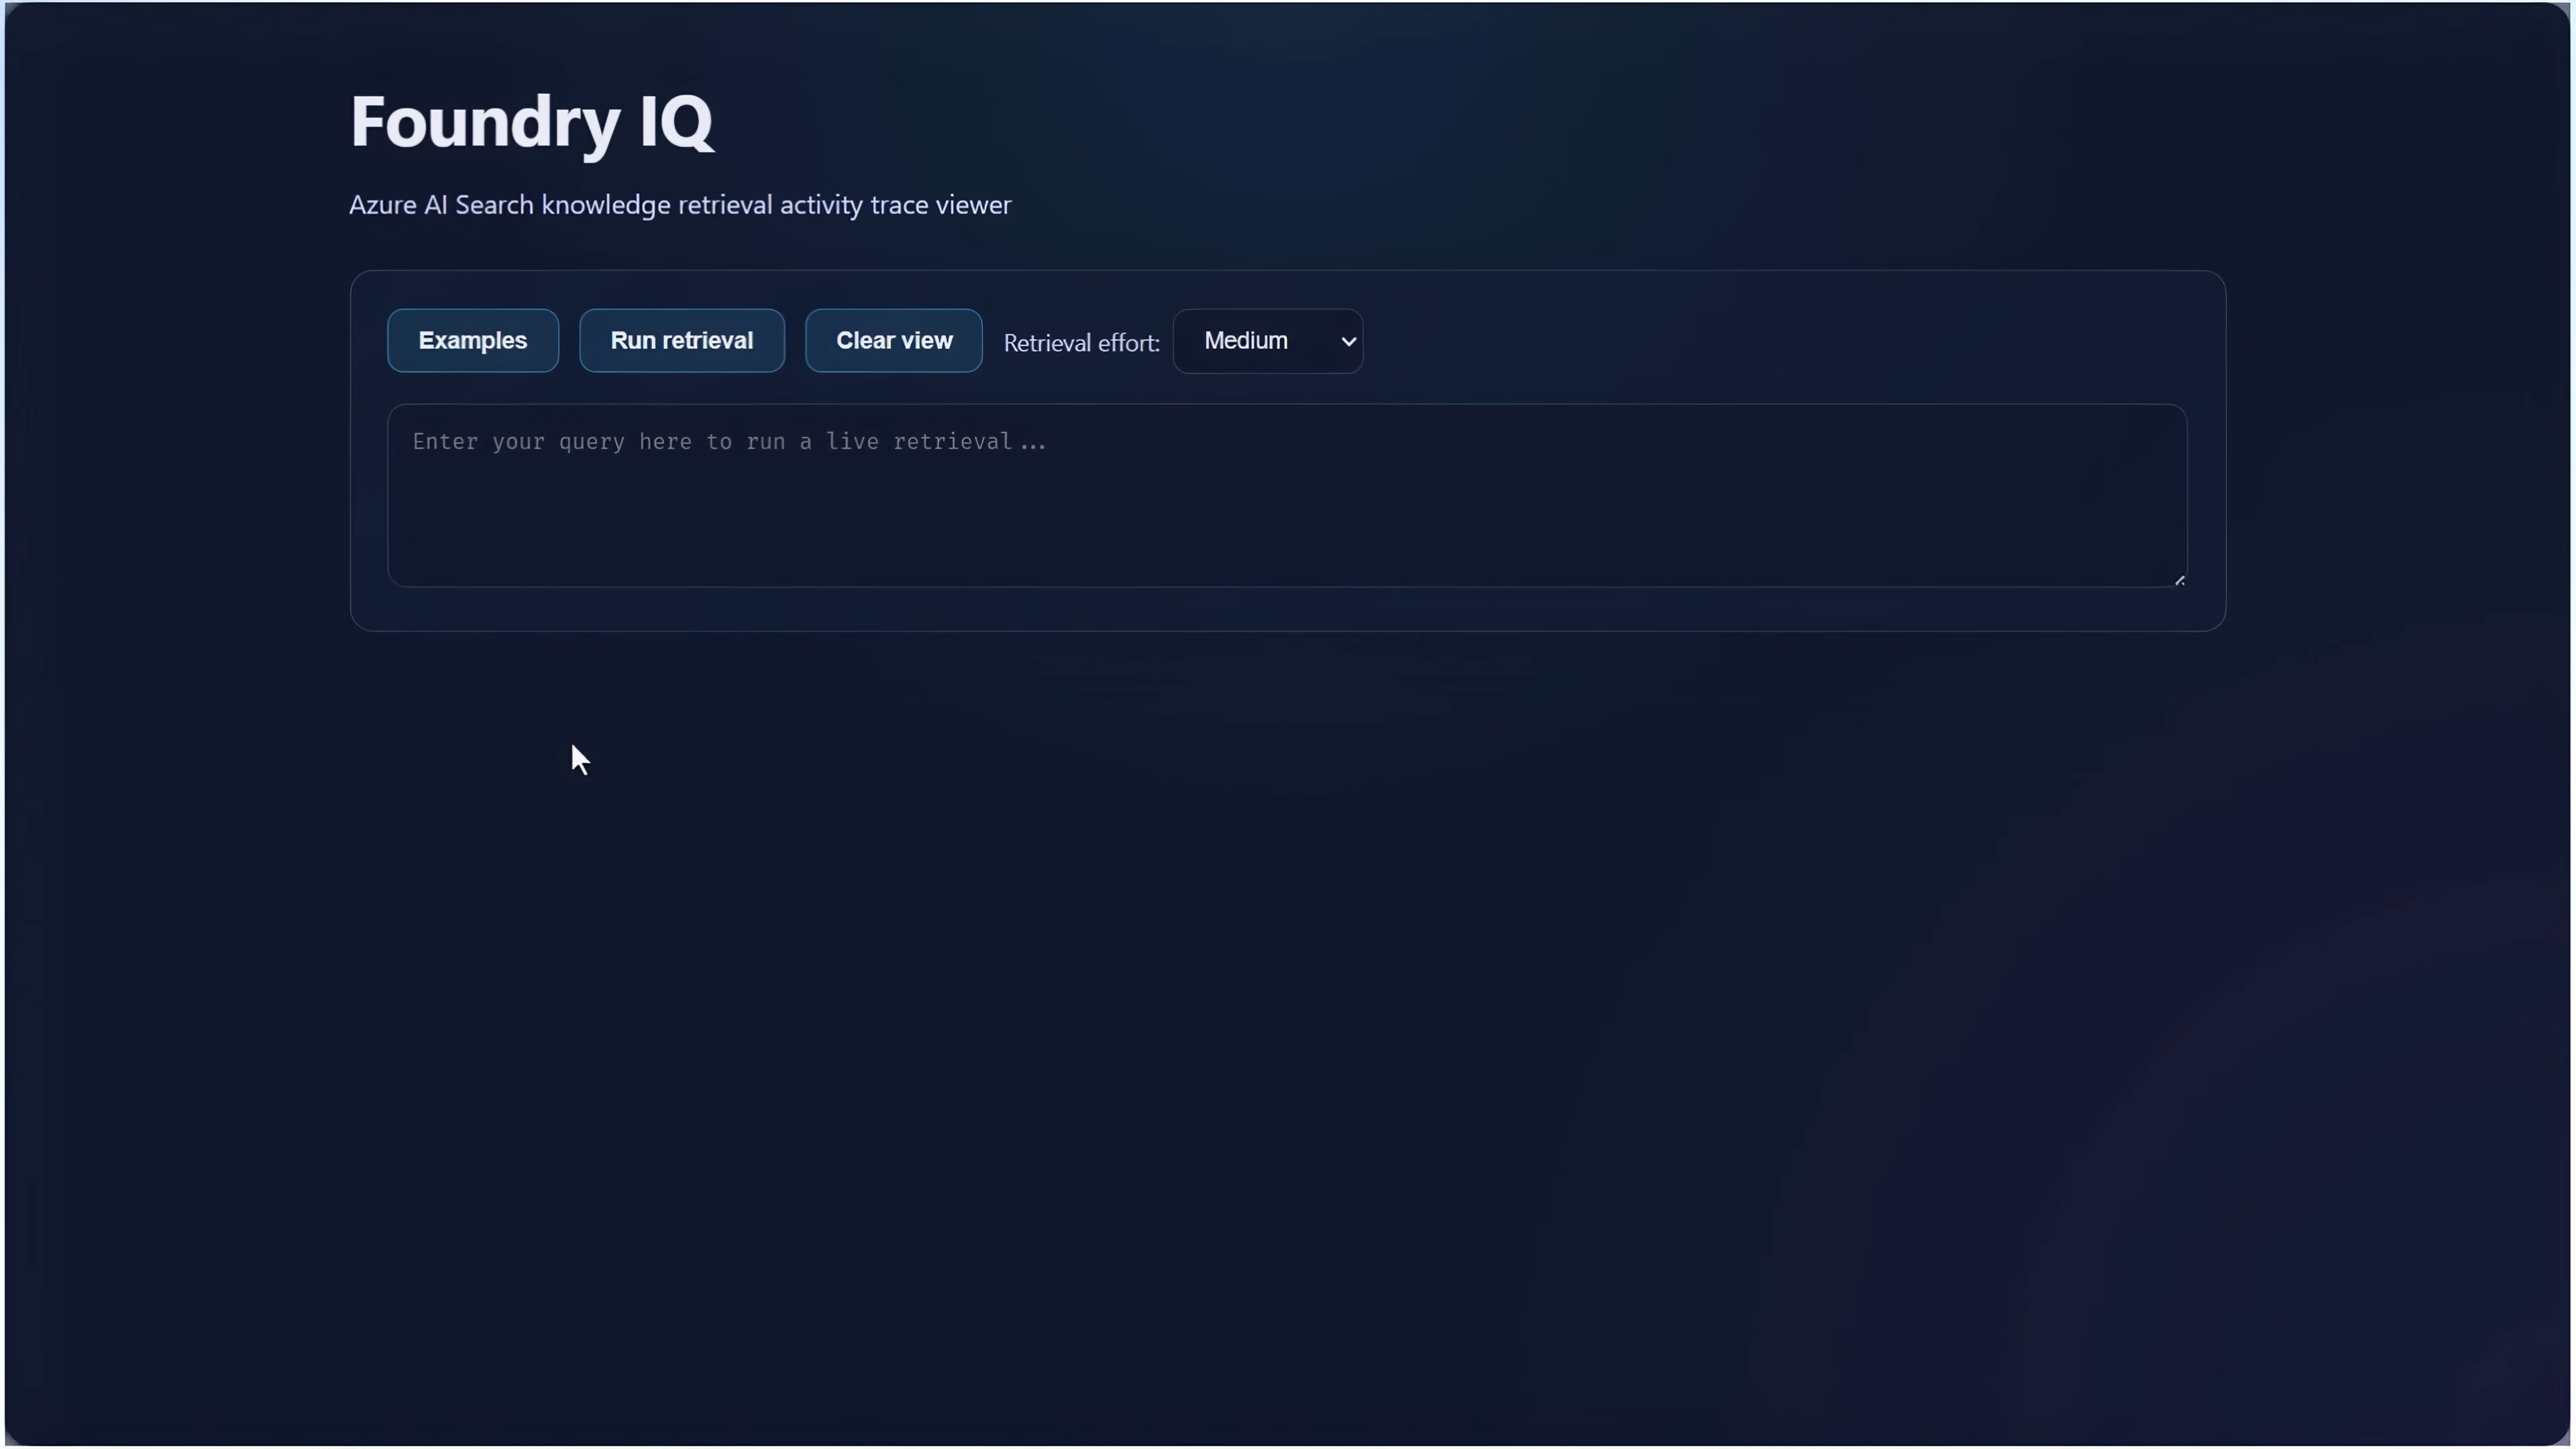 Foundry IQ
Azure AI Search knowledge retrieval activity trace viewer
Examples Run retrieval Clear view Retrieval effort: Medium
Enter your query here to run a live retrieval...